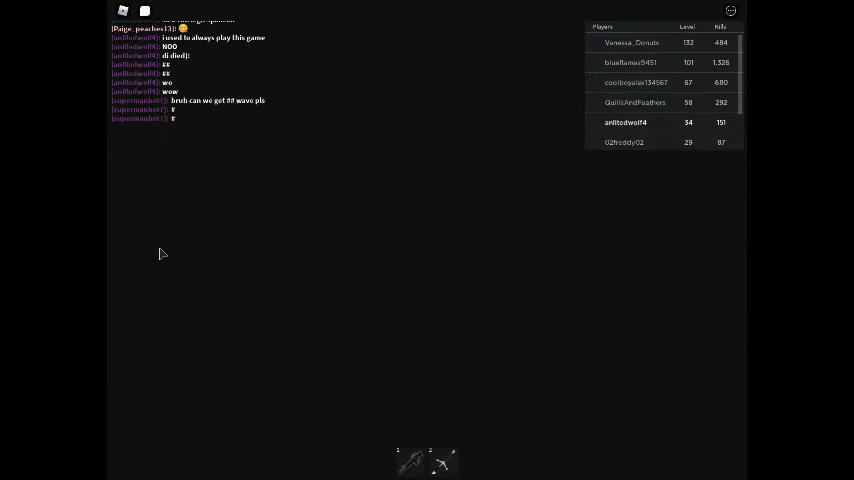 [Paige_peaches13]: 😋
[anlitedwolf4]: i used to always play this game
[anlitedwolf4]: NOO
[anlitedwolf4]: di died]:
[anlitedwolf4]: ##
[anlitedwolf4]: ##
[anlitedwolf4]: wo
[anlitedwolf4]: wow
[supermanbot7]: bruh can we get ## wave pls
[supermanbot7]: #
[supermanbot7]: #
Players Level Kills
Vanessa_Donuts 132 484
blueflames9451 101 1,326
coolboyalex134567 67 680
QuillsAndFeathers 58 292
anlitedwolf4 34 151
02freddy02 29 87
1 2